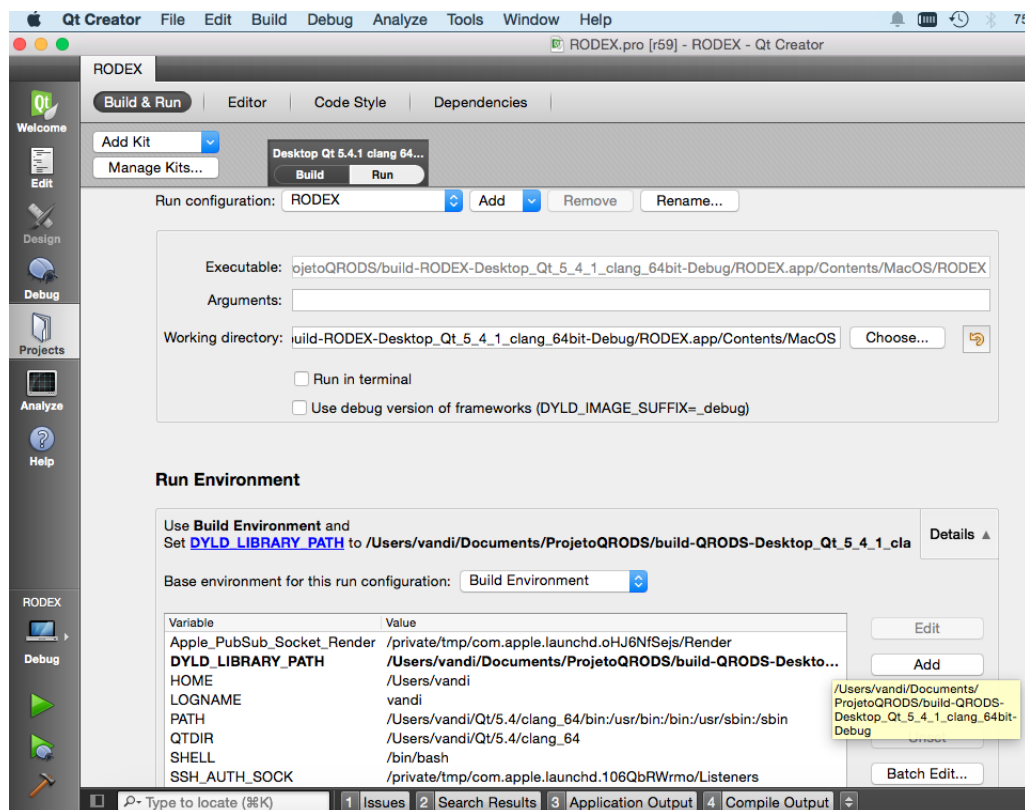 Qt Creator File Edit Build Debug Analyze Tools Window Help 75
RODEX.pro [r59] - RODEX - Qt Creator
RODEX
Build & Run Editor Code Style Dependencies
Qt
Welcome
Edit
Design
Debug
Projects
Analyze
Help
RODEX
Debug
Add Kit
Manage Kits...
Desktop Qt 5.4.1 clang 64...
Build Run
Run configuration: RODEX Add Remove Rename...
Executable: ojetoQRODS/build-RODEX-Desktop_Qt_5_4_1_clang_64bit-Debug/RODEX.app/Contents/MacOS/RODEX
Arguments:
Working directory: uild-RODEX-Desktop_Qt_5_4_1_clang_64bit-Debug/RODEX.app/Contents/MacOS Choose...
Run in terminal
Use debug version of frameworks (DYLD_IMAGE_SUFFIX=_debug)
Run Environment
Use Build Environment and
Set DYLD_LIBRARY_PATH to /Users/vandi/Documents/ProjetoQRODS/build-QRODS-Desktop_Qt_5_4_1_cla
Details
Base environment for this run configuration: Build Environment
Variable Value
Apple_PubSub_Socket_Render /private/tmp/com.apple.launchd.oHJ6NfSejs/Render
DYLD_LIBRARY_PATH /Users/vandi/Documents/ProjetoQRODS/build-QRODS-Deskto...
HOME /Users/vandi
LOGNAME vandi
PATH /Users/vandi/Qt/5.4/clang_64/bin:/usr/bin:/bin:/usr/sbin:/sbin
QTDIR /Users/vandi/Qt/5.4/clang_64
SHELL /bin/bash
SSH_AUTH_SOCK /private/tmp/com.apple.launchd.106QbRWrmo/Listeners
Edit
Add
/Users/vandi/Documents/
ProjetoQRODS/build-QRODS-
Desktop_Qt_5_4_1_clang_64bit-
Debug
Batch Edit...
Type to locate (⌘K) 1 Issues 2 Search Results 3 Application Output 4 Compile Output